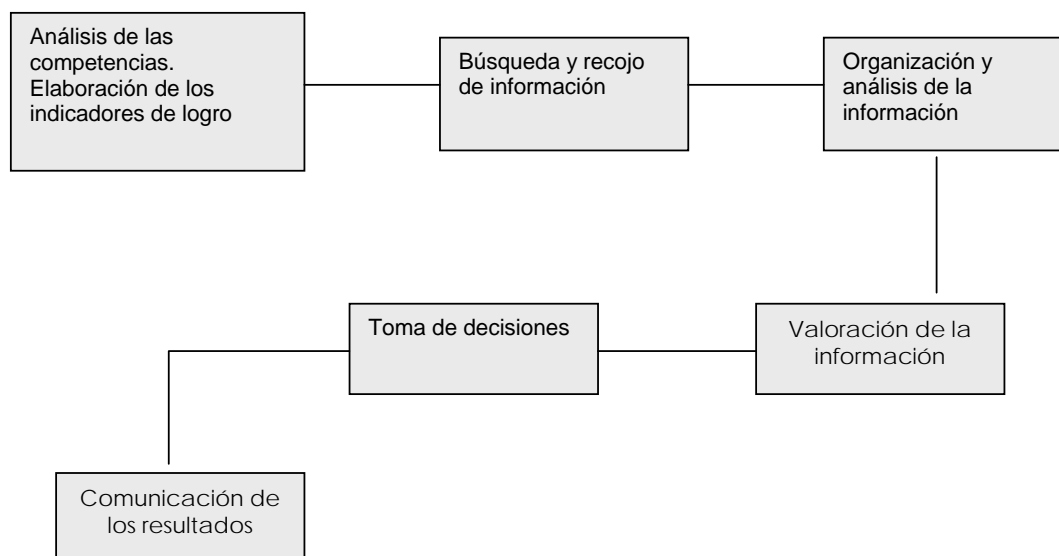 Análisis de las
competencias.
Elaboración de los
indicadores de logro
Búsqueda y recojo
de información
Organización y
análisis de la
información
Valoración de la
información
Toma de decisiones
Comunicación de
los resultados